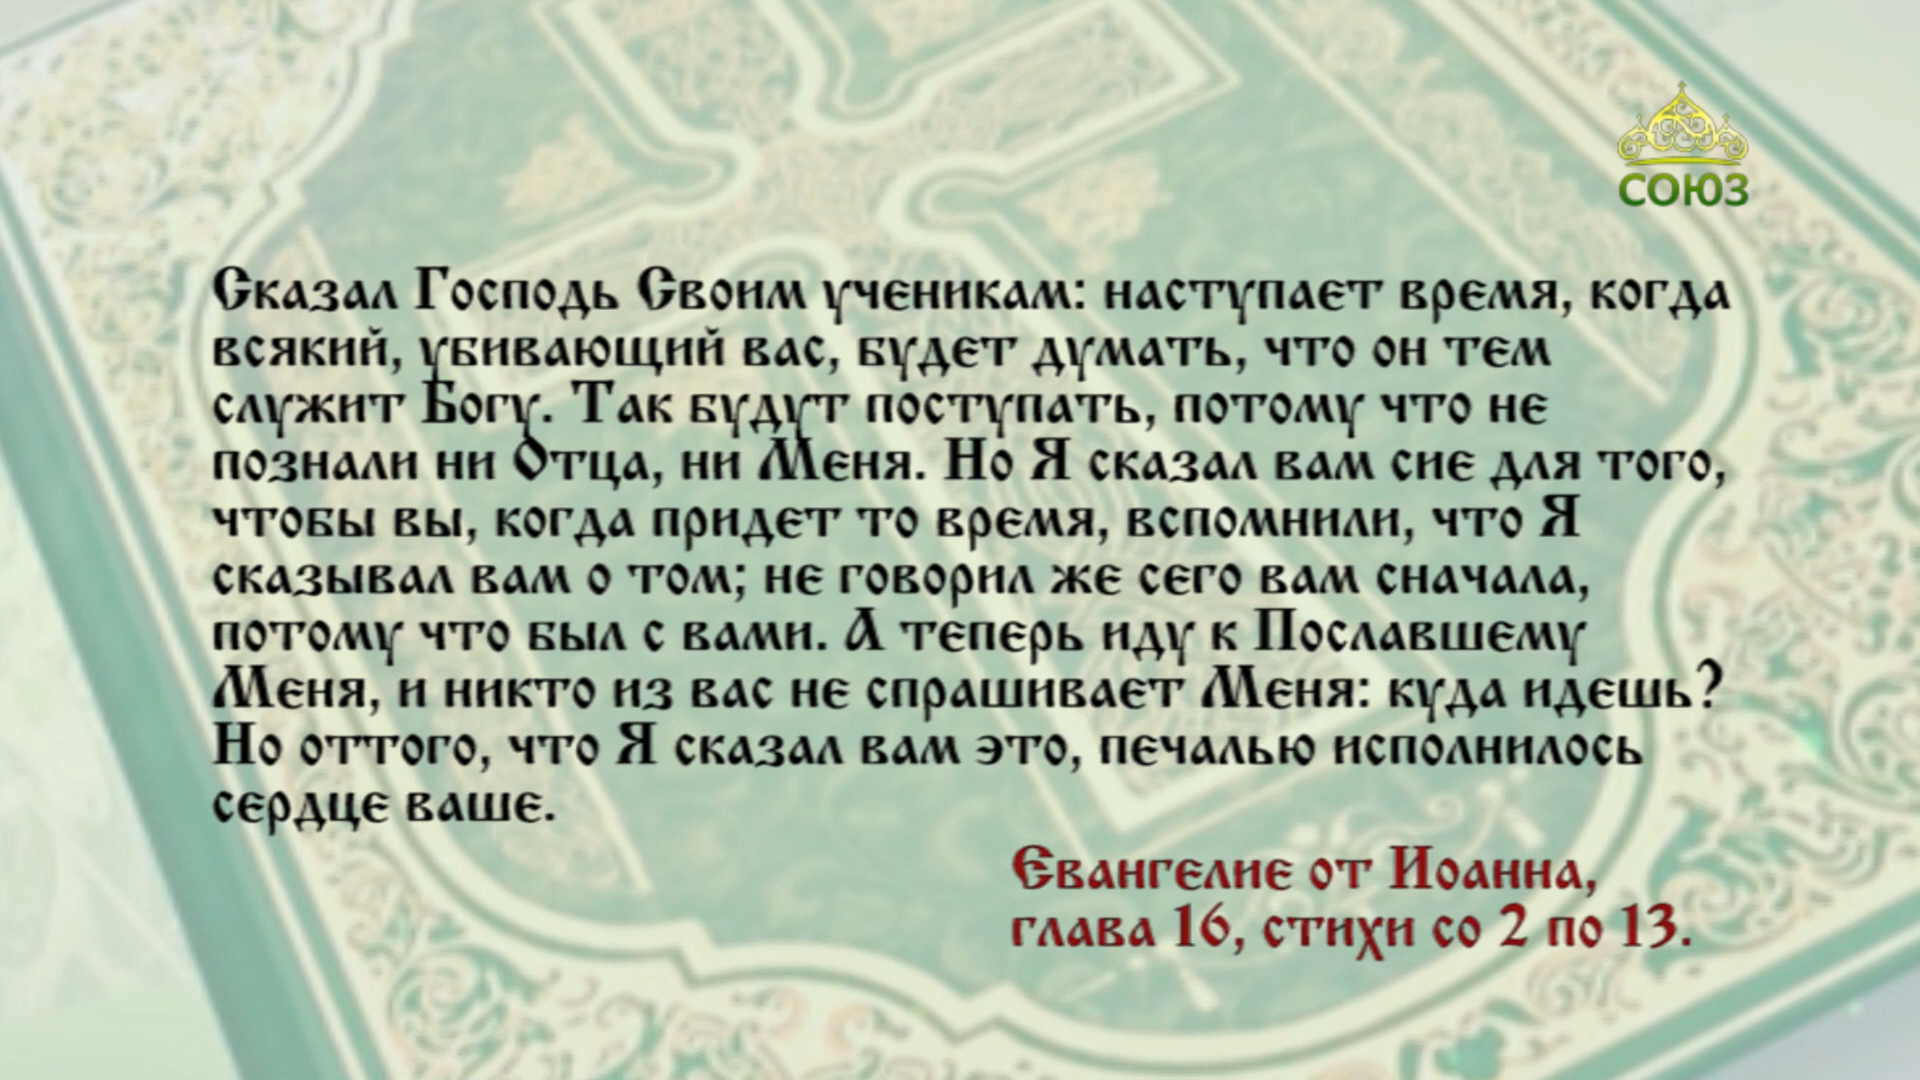 СОЮЗ
Сказал Господь Своим ученикам: наступает время, когда
всякий, убивающий вас, будет думать, что он тем
служит Богу. Так будут поступать, потому что не
познали ни Отца, ни Меня. Но Я сказал вам сие для того,
чтобы вы, когда придет то время, вспомнили, что Я
сказывал вам о том; не говорил же сего вам сначала,
потому что был с вами. А теперь иду к Пославшему
Меня, и никто из вас не спрашивает Меня: куда идешь?
Но оттого, что Я сказал вам это, печалью исполнилось
сердце ваше.
Евангелие от Иоанна,
глава 16, стихи со 2 по 13.